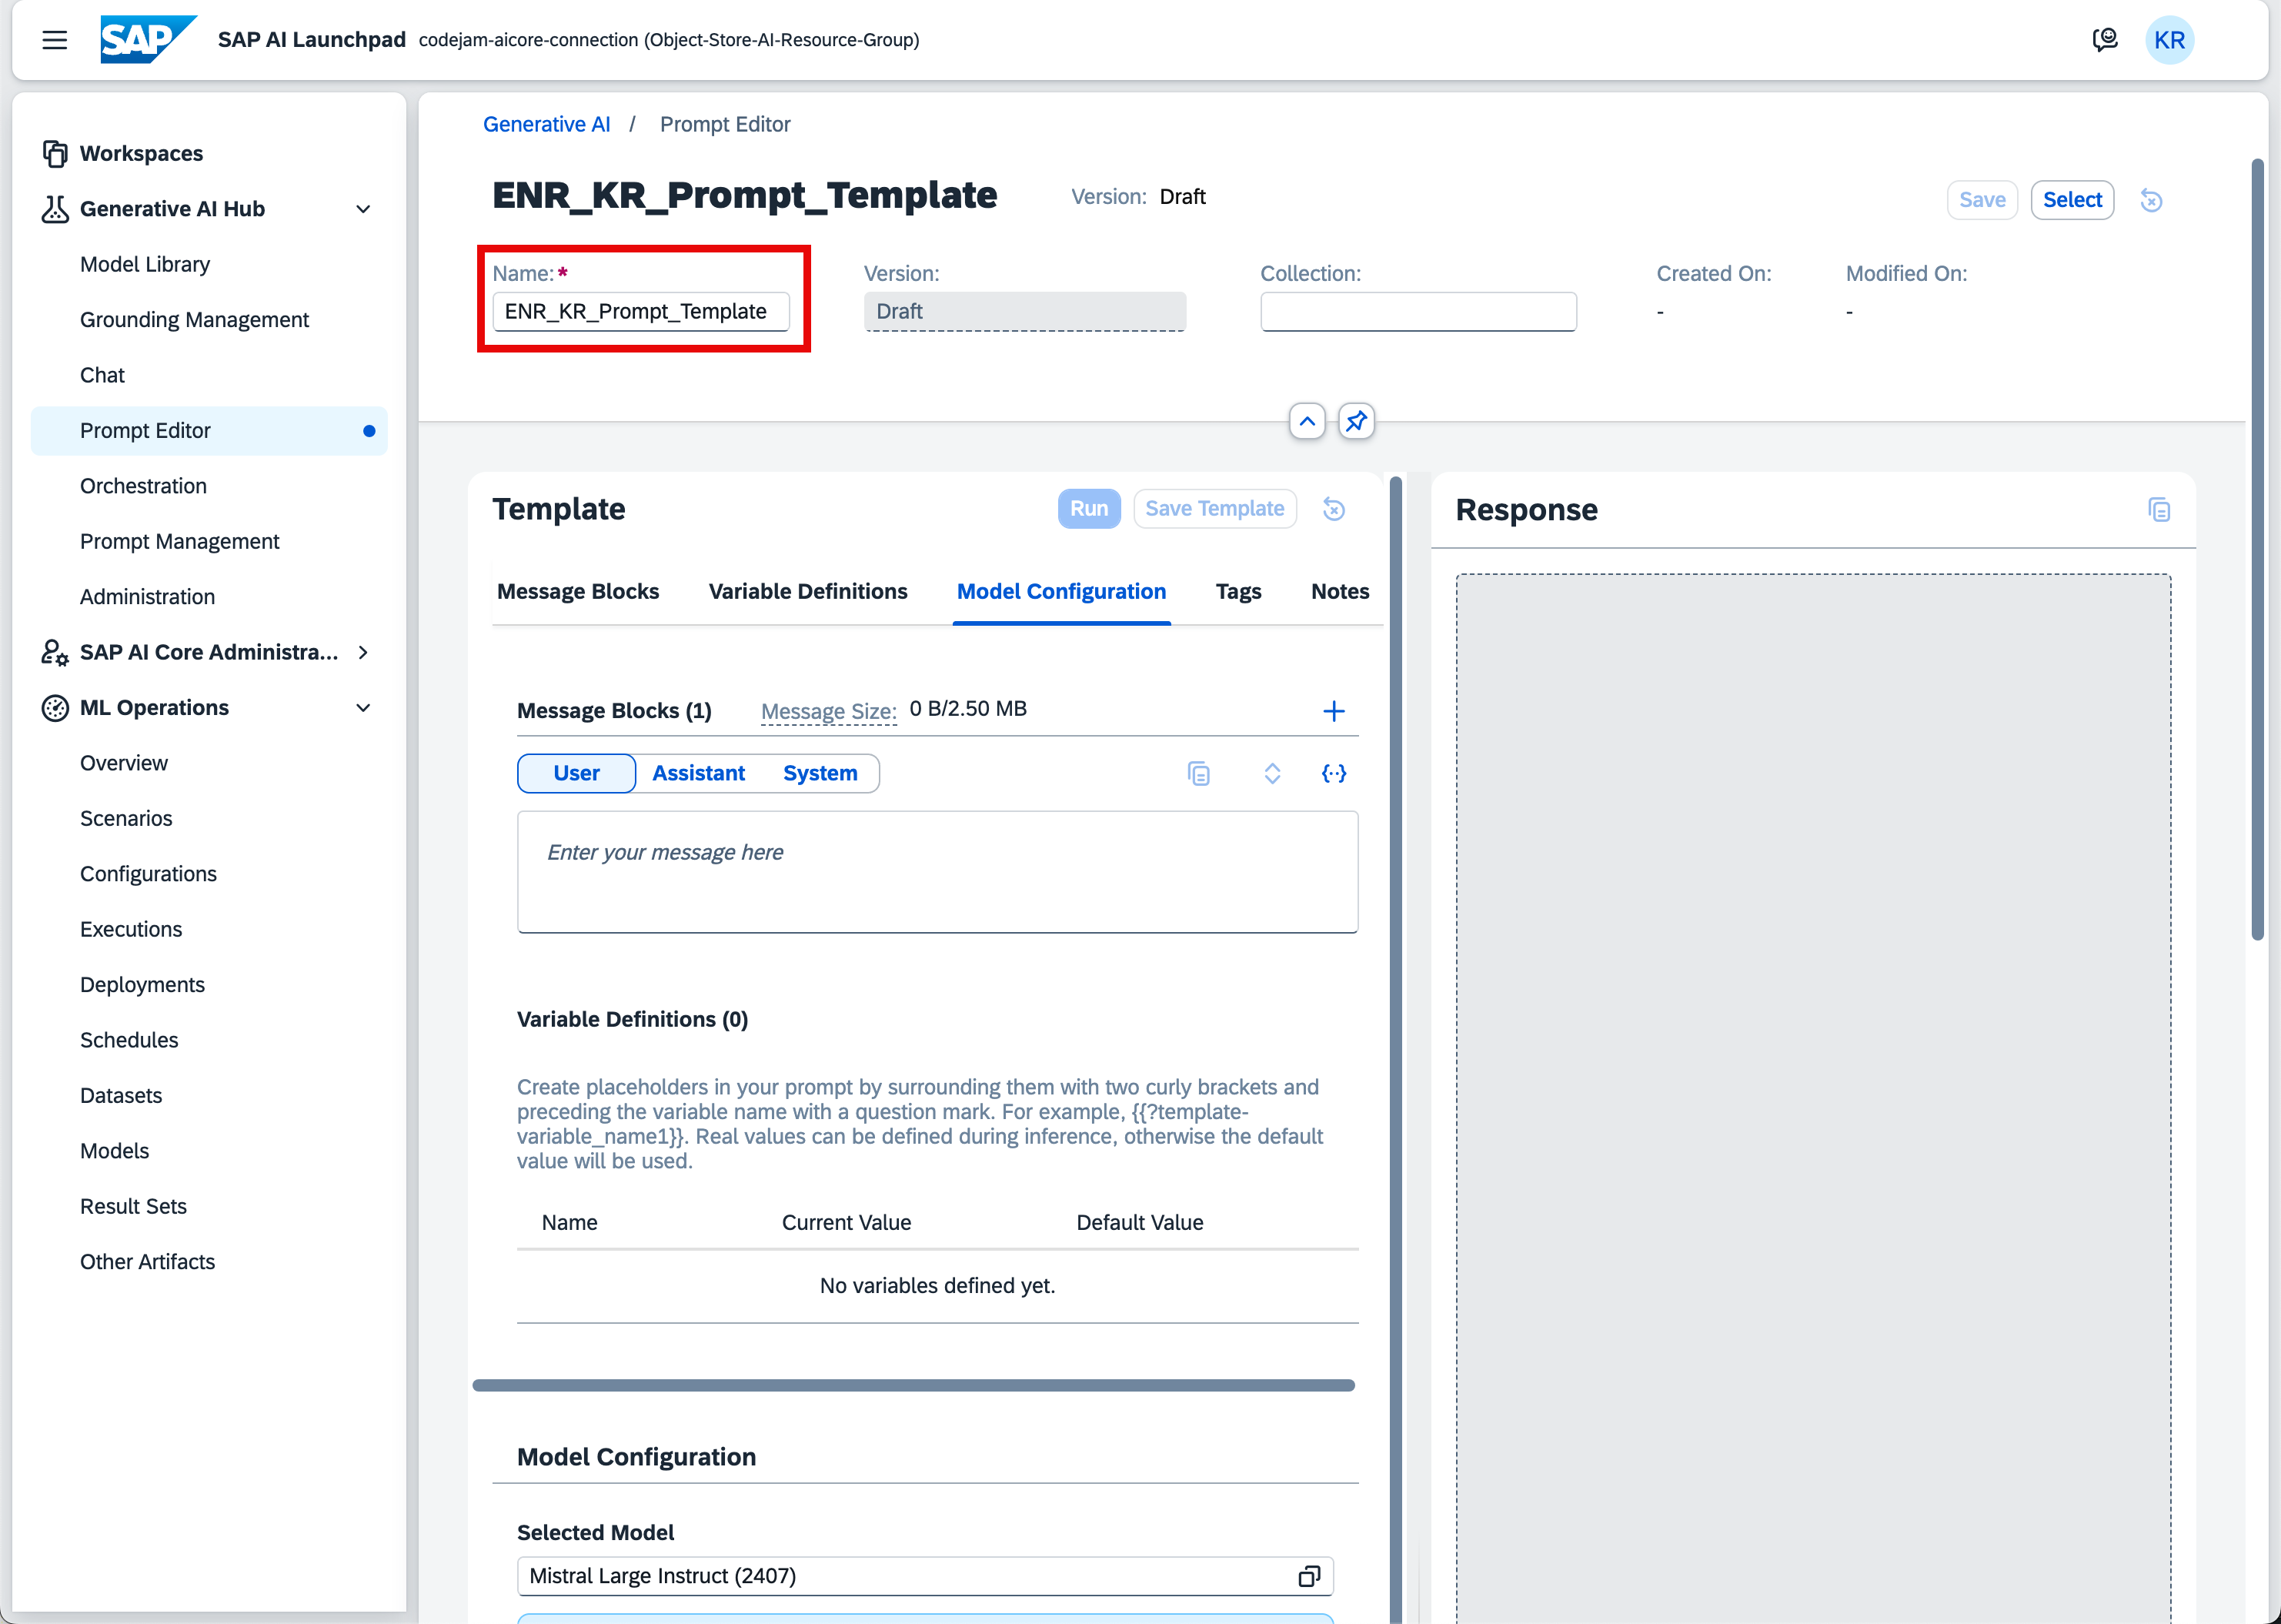 SAP SAP AI Launchpad codejam-aicore-connection (Object-Store-AI-Resource-Group) KR
Workspaces
Generative AI Hub
Model Library
Grounding Management
Chat
Prompt Editor
Orchestration
Prompt Management
Administration
SAP AI Core Administra...
ML Operations
Overview
Scenarios
Configurations
Executions
Deployments
Schedules
Datasets
Models
Result Sets
Other Artifacts
Generative AI / Prompt Editor
ENR_KR_Prompt_Template Version: Draft Save Select
Name:* Version: Collection: Created On: Modified On:
ENR_KR_Prompt_Template Draft - -
Template Run Save Template
Message Blocks Variable Definitions Model Configuration Tags Notes
Message Blocks (1) Message Size: 0 B/2.50 MB
User Assistant System
Enter your message here
Variable Definitions (0)
Create placeholders in your prompt by surrounding them with two curly brackets and
preceding the variable name with a question mark. For example, {{?template-
variable_name1}}. Real values can be defined during inference, otherwise the default
value will be used.
Name Current Value Default Value
No variables defined yet.
Model Configuration
Selected Model
Mistral Large Instruct (2407)
Response